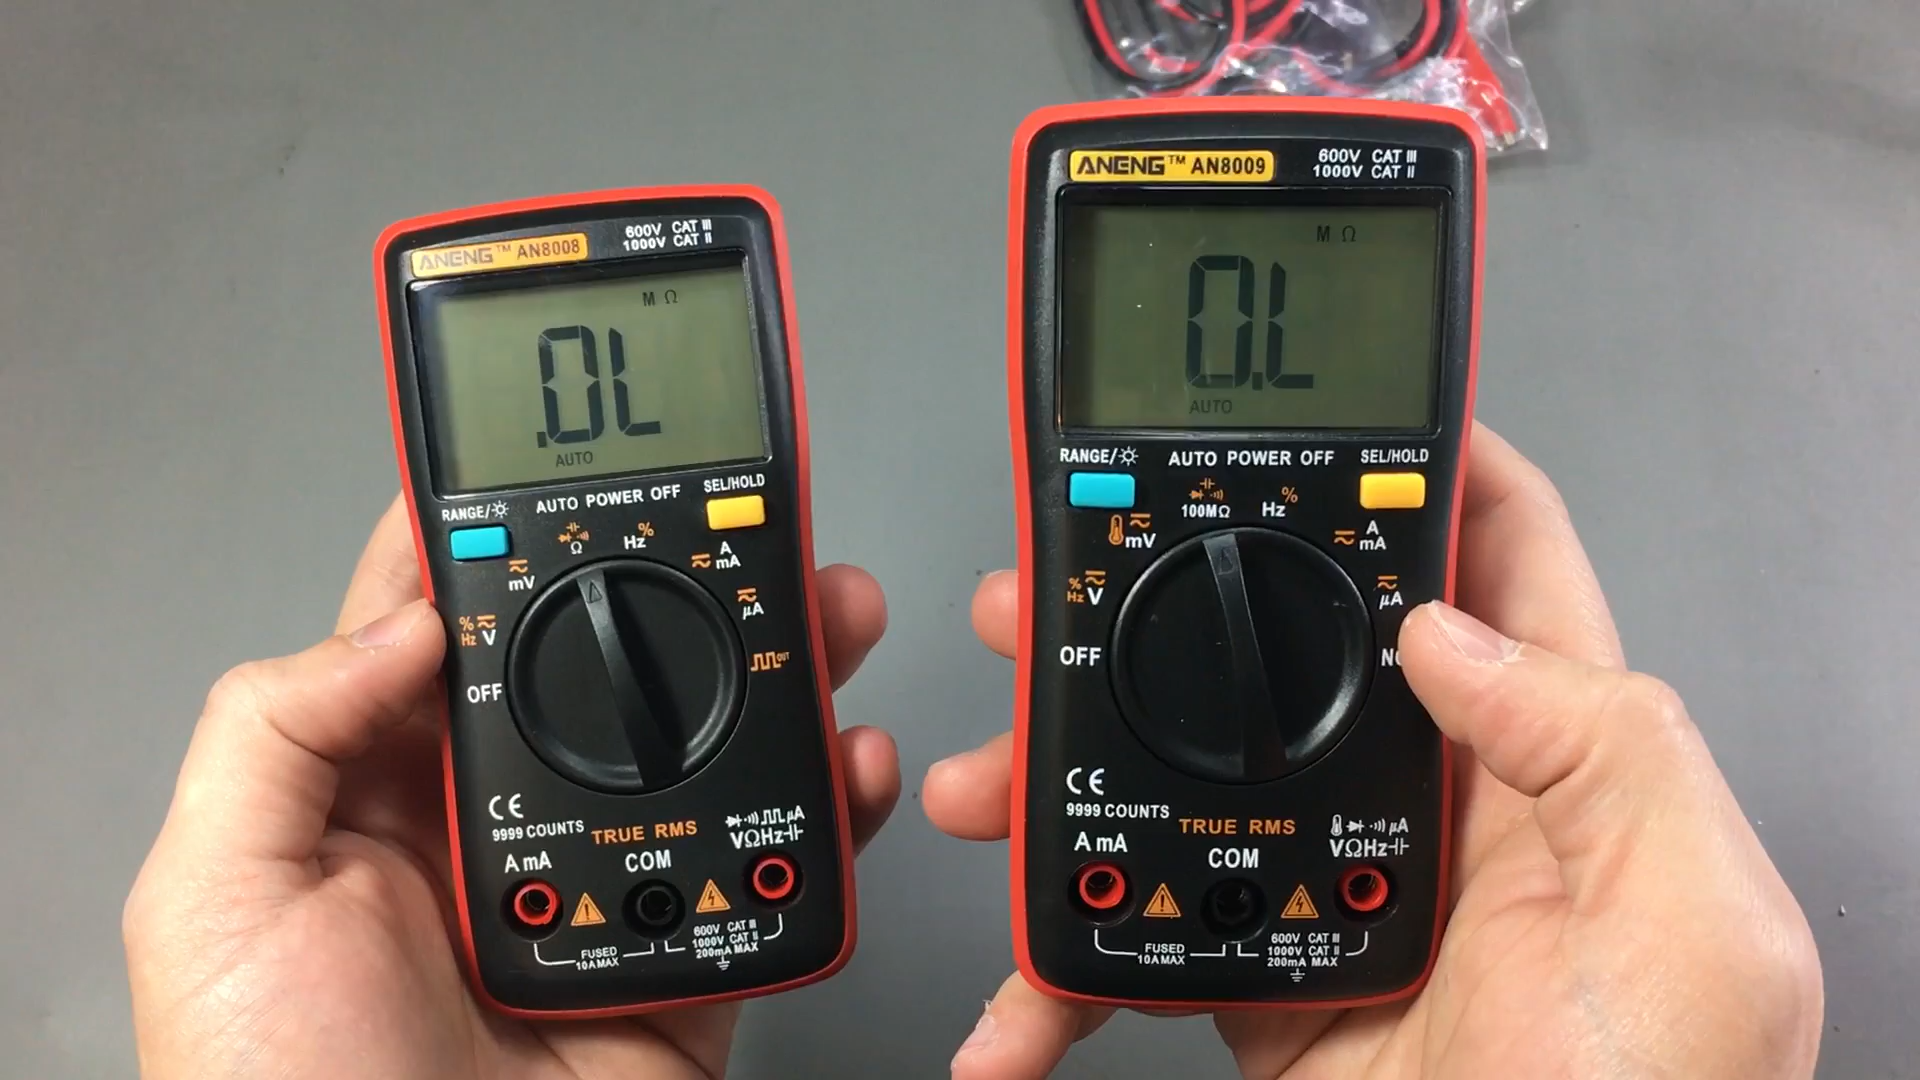 ANENG™ AN8008
600V CAT III
1000V CAT II
M Ω
.0L
AUTO
RANGE/
AUTO POWER OFF
SEL/HOLD
mV
Ω
Hz
%
A
mA
μA
%
Hz
V
OUT
OFF
CE
9999 COUNTS
TRUE RMS
μA
VΩHz
A mA
COM
FUSED
10A MAX
600V CAT III
1000V CAT II
200mA MAX
ANENG™ AN8009
600V CAT III
1000V CAT II
M Ω
0.L
AUTO
RANGE/
AUTO POWER OFF
SEL/HOLD
mV
100MΩ
Hz
%
A
mA
μA
%
Hz
V
OFF
CE
9999 COUNTS
TRUE RMS
μA
VΩHz
A mA
COM
FUSED
10A MAX
600V CAT III
1000V CAT II
200mA MAX